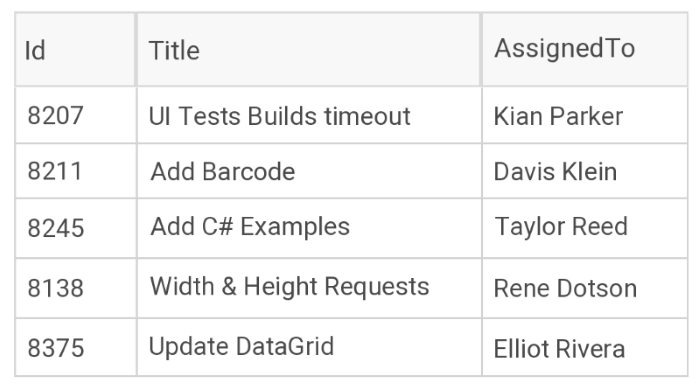 Id Title AssignedTo
8207 UI Tests Builds timeout Kian Parker
8211 Add Barcode Davis Klein
8245 Add C# Examples Taylor Reed
8138 Width & Height Requests Rene Dotson
8375 Update DataGrid Elliot Rivera